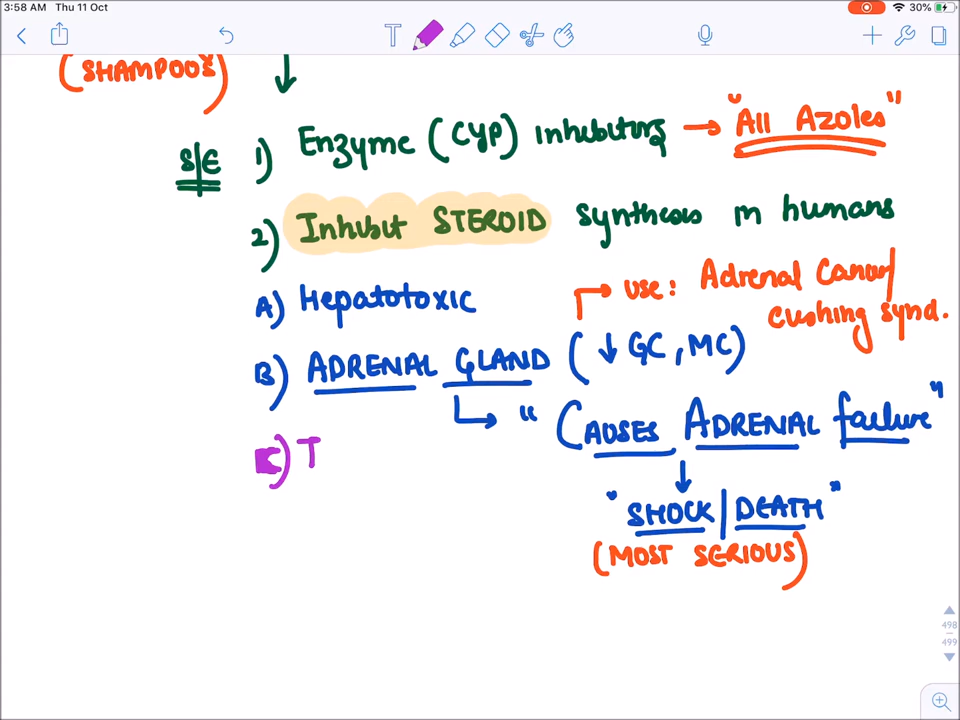 3:58 AM Thu 11 Oct
30%
T
(SHAMPOOS)
S/E
1) Enzyme (CYP) inhibitors → "All Azoles"
2) Inhibit STEROID synthesis in humans
A) Hepatotoxic
use: Adrenal Cancer/
cushing synd.
B) ADRENAL GLAND (↓ GC, MC)
"CAUSES ADRENAL failure"
C) T
"SHOCK/DEATH"
(MOST SERIOUS)
498
499